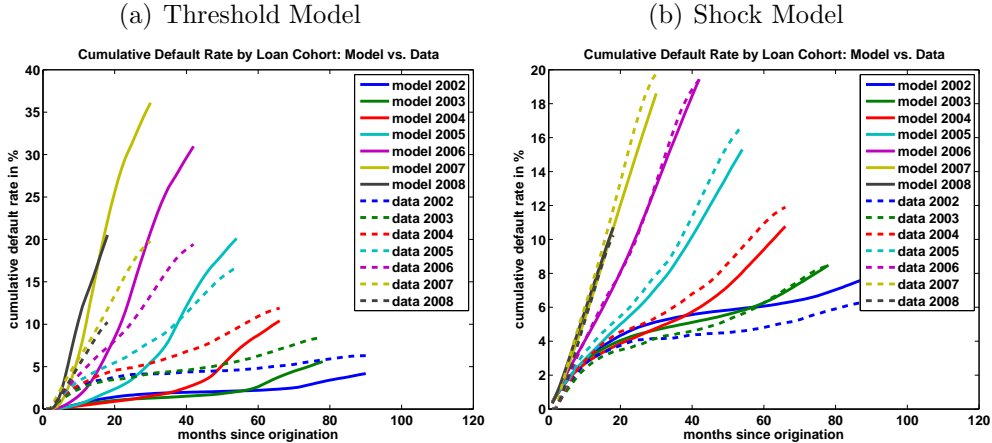 (a) Threshold Model
Cumulative Default Rate by Loan Cohort: Model vs. Data
cumulative default rate in %
40
35
30
25
20
15
10
5
0
0 20 40 60 80 100 120
months since origination
model 2002
model 2003
model 2004
model 2005
model 2006
model 2007
model 2008
data 2002
data 2003
data 2004
data 2005
data 2006
data 2007
data 2008
(b) Shock Model
Cumulative Default Rate by Loan Cohort: Model vs. Data
cumulative default rate in %
20
18
16
14
12
10
8
6
4
2
0
0 20 40 60 80 100 120
months since origination
model 2002
model 2003
model 2004
model 2005
model 2006
model 2007
model 2008
data 2002
data 2003
data 2004
data 2005
data 2006
data 2007
data 2008